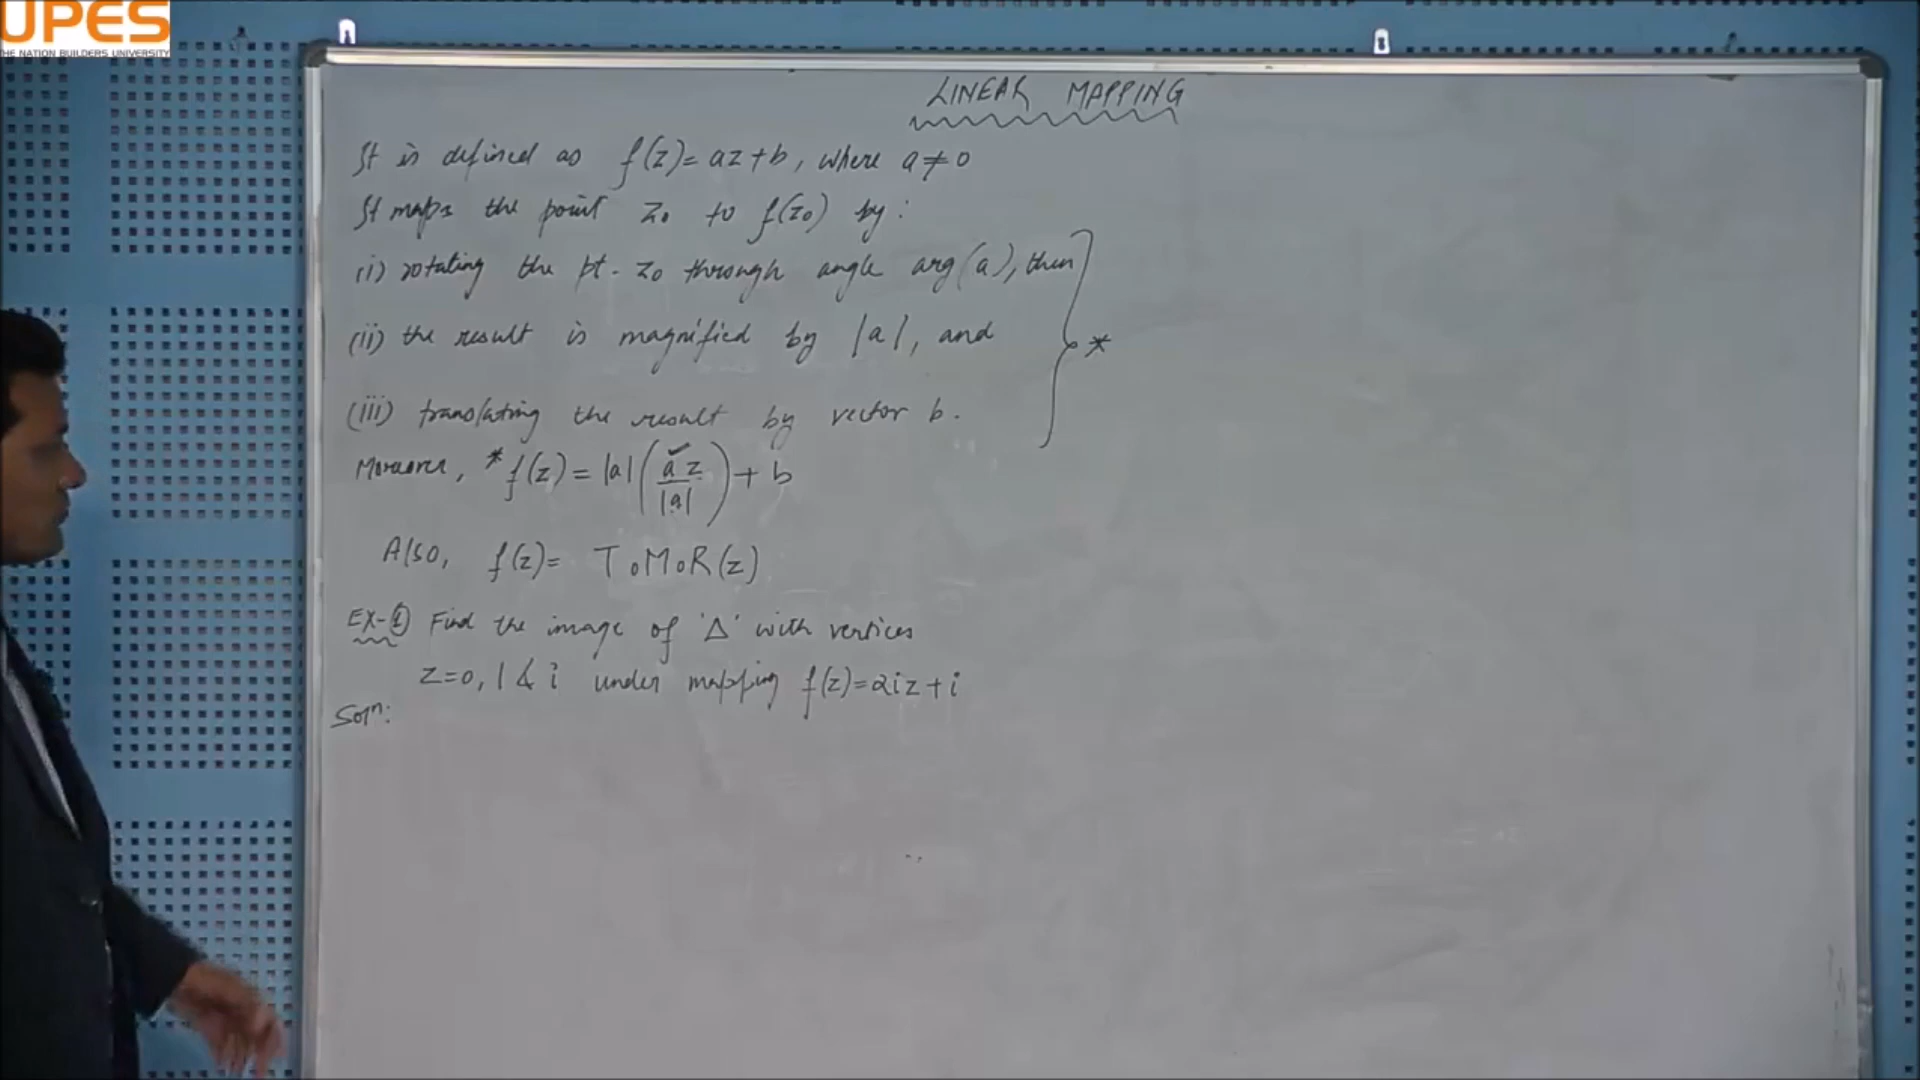 UPES
THE NATION BUILDERS UNIVERSITY
LINEAR MAPPING
It is defined as f(z)=az+b, where a≠0
It maps the point z₀ to f(z₀) by:
(i) rotating the pt. z₀ through angle arg(a), then
(ii) the result is magnified by |a|, and
*
(iii) translating the result by vector b.
Moreover, * f(z) = |a| (az/|a|) + b
Also, f(z)= T∘M∘R(z)
EX-① Find the image of 'Δ' with vertices
z=0, 1 & i under mapping f(z)=2iz+i
Solⁿ: